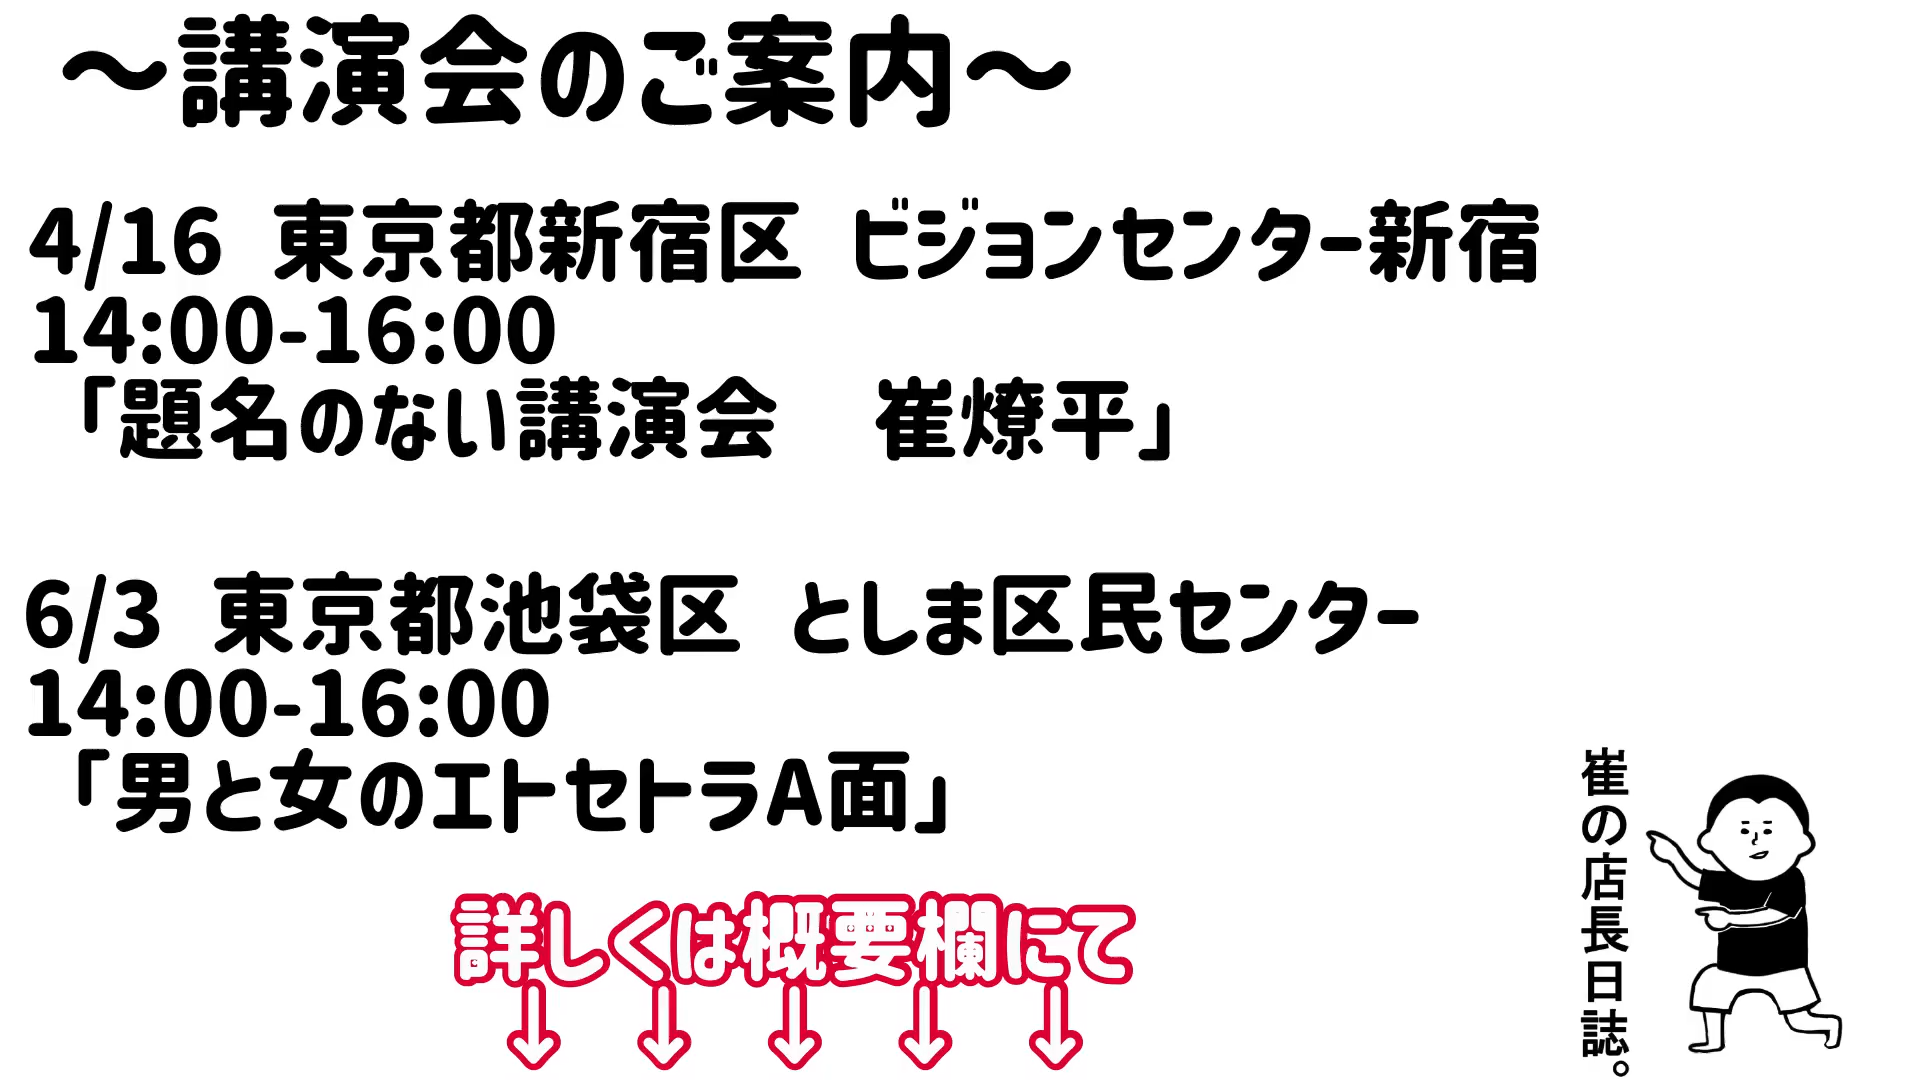 〜講演会のご案内〜
4/16 東京都新宿区 ビジョンセンター新宿
14:00-16:00
「題名のない講演会　崔燎平」
6/3 東京都池袋区 としま区民センター
14:00-16:00
「男と女のエトセトラA面」
詳しくは概要欄にて
↓ ↓ ↓ ↓ ↓
崔の店長日誌。